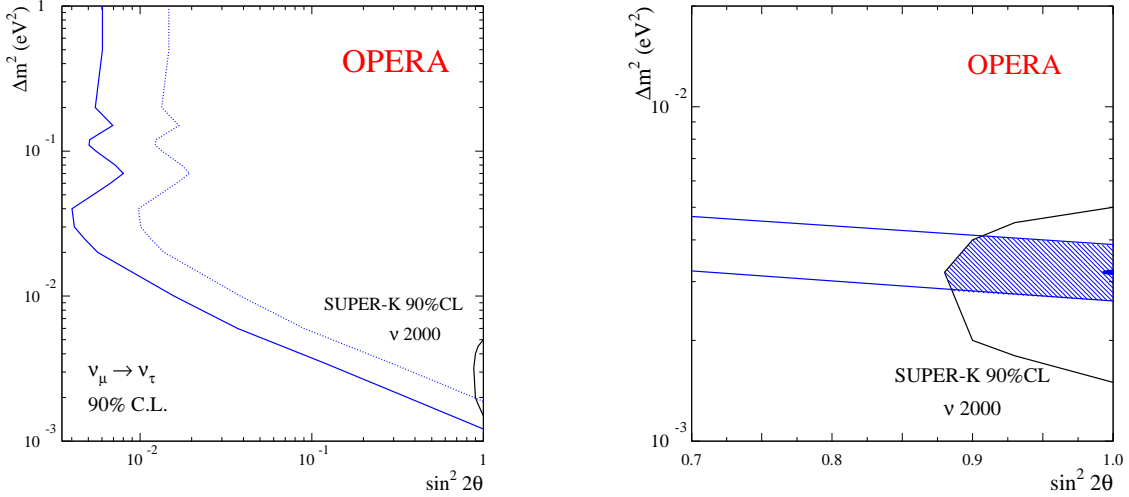 Δm² (eV²)
1
10⁻¹
10⁻²
10⁻³
OPERA
SUPER-K 90%CL
ν 2000
ν_μ → ν_τ
90% C.L.
10⁻² 10⁻¹ 1
sin² 2θ
Δm² (eV²)
10⁻²
10⁻³
OPERA
SUPER-K 90%CL
ν 2000
0.7 0.8 0.9 1.0
sin² 2θ